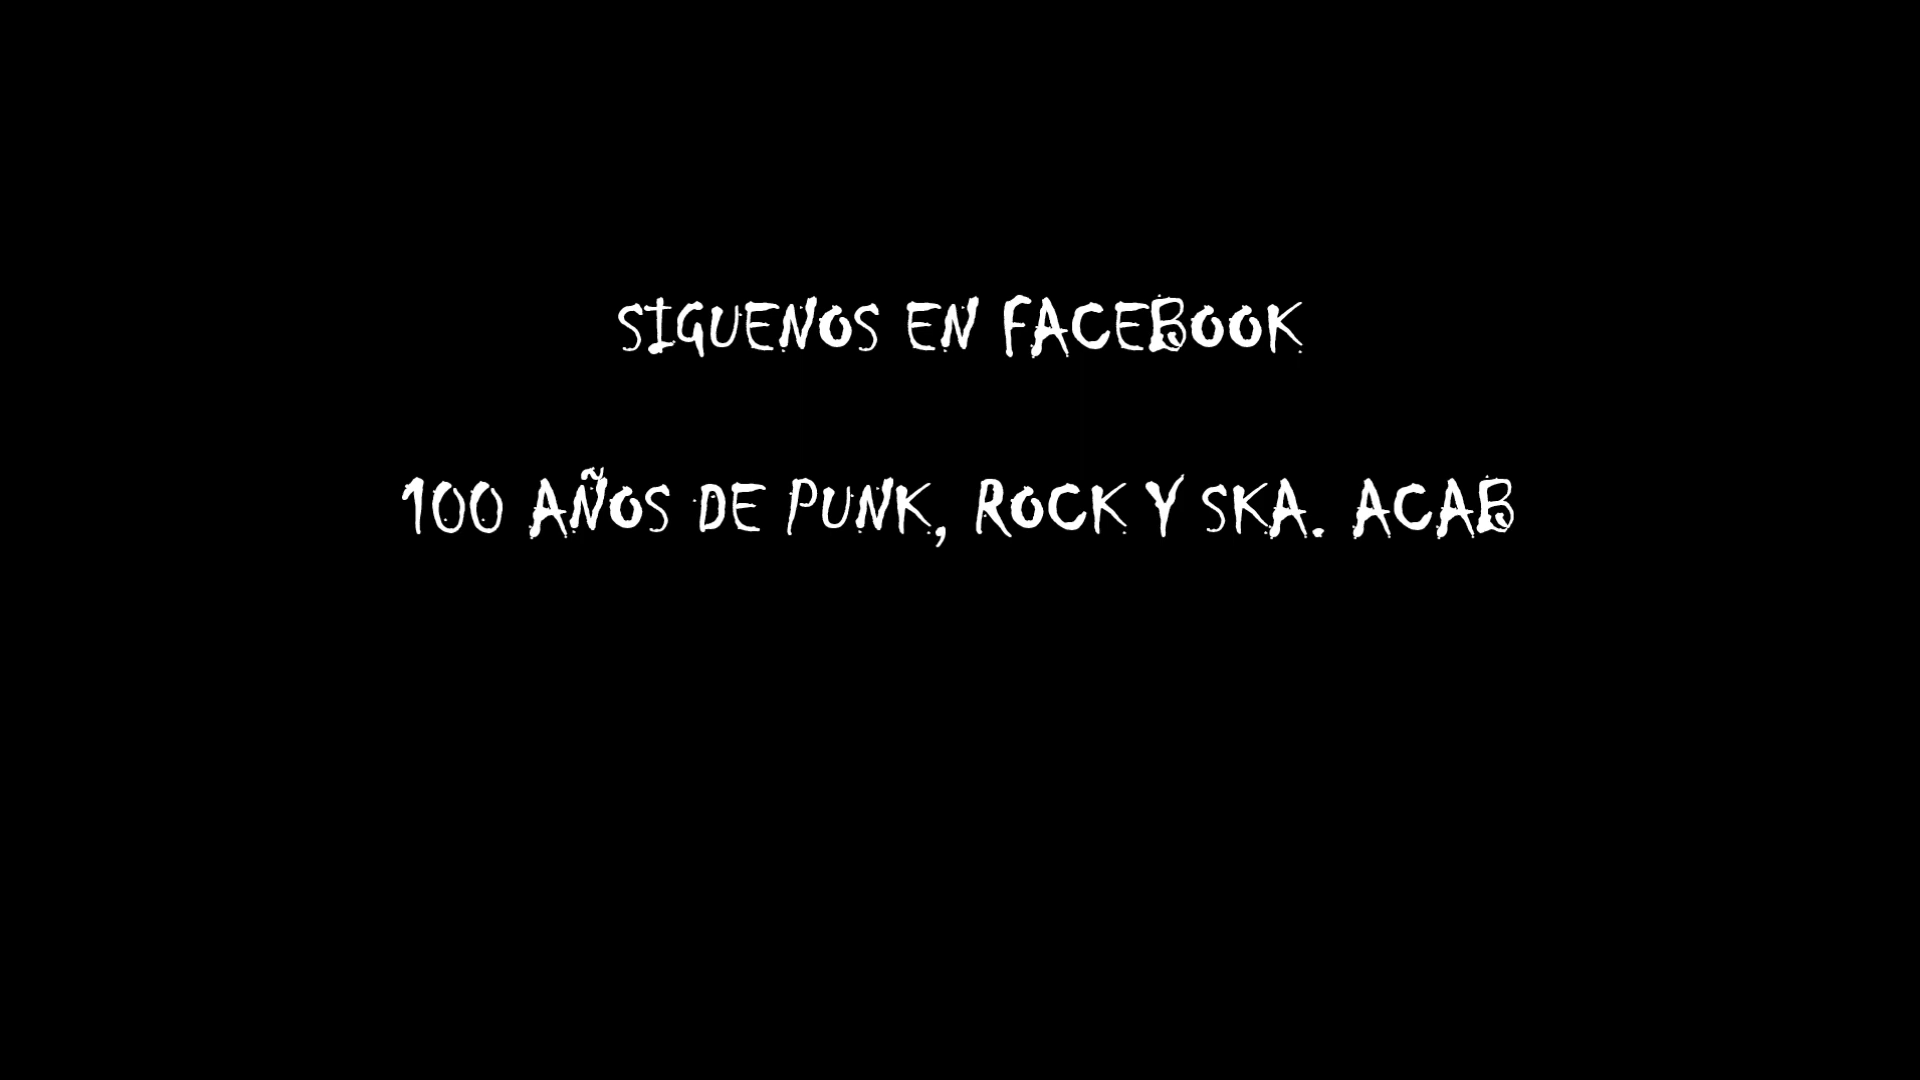 SIGUENOS EN FACEBOOK
100 AÑOS DE PUNK, ROCK Y SKA. ACAB